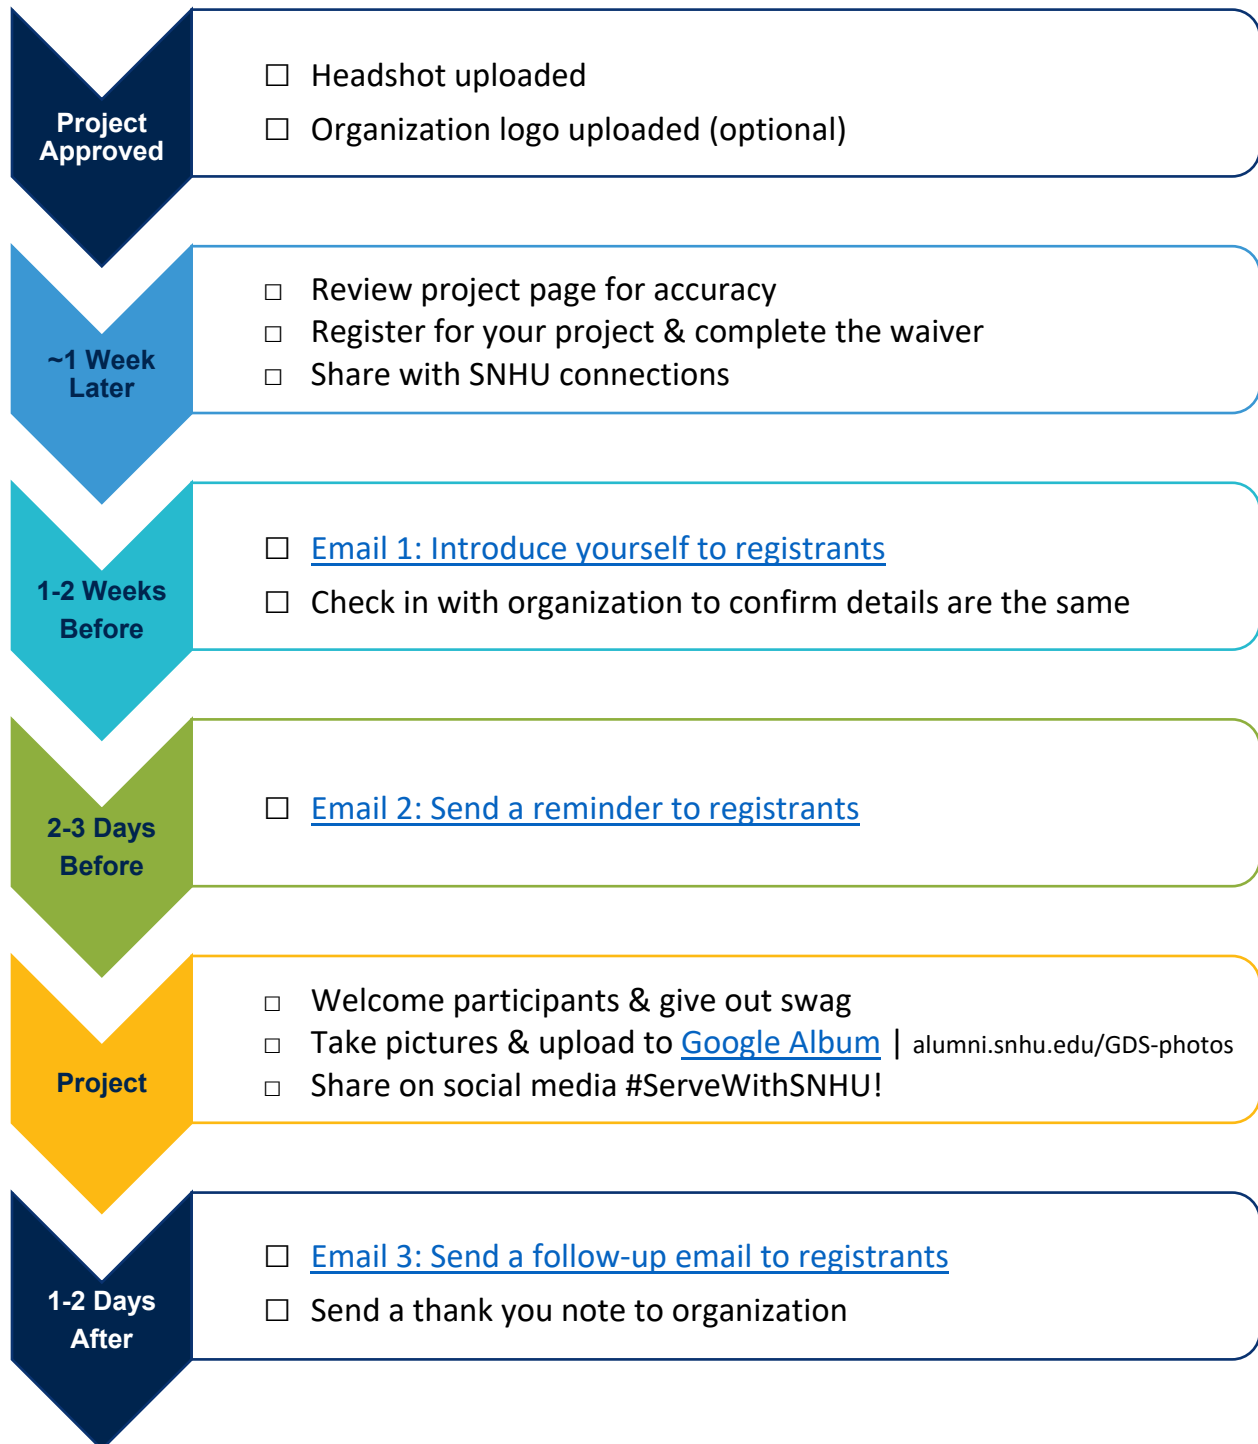 Project
Approved
☐ Headshot uploaded
☐ Organization logo uploaded (optional)
~1 Week
Later
☐ Review project page for accuracy
☐ Register for your project & complete the waiver
☐ Share with SNHU connections
1-2 Weeks
Before
☐ Email 1: Introduce yourself to registrants
☐ Check in with organization to confirm details are the same
2-3 Days
Before
☐ Email 2: Send a reminder to registrants
Project
☐ Welcome participants & give out swag
☐ Take pictures & upload to Google Album | alumni.snhu.edu/GDS-photos
☐ Share on social media #ServeWithSNHU!
1-2 Days
After
☐ Email 3: Send a follow-up email to registrants
☐ Send a thank you note to organization